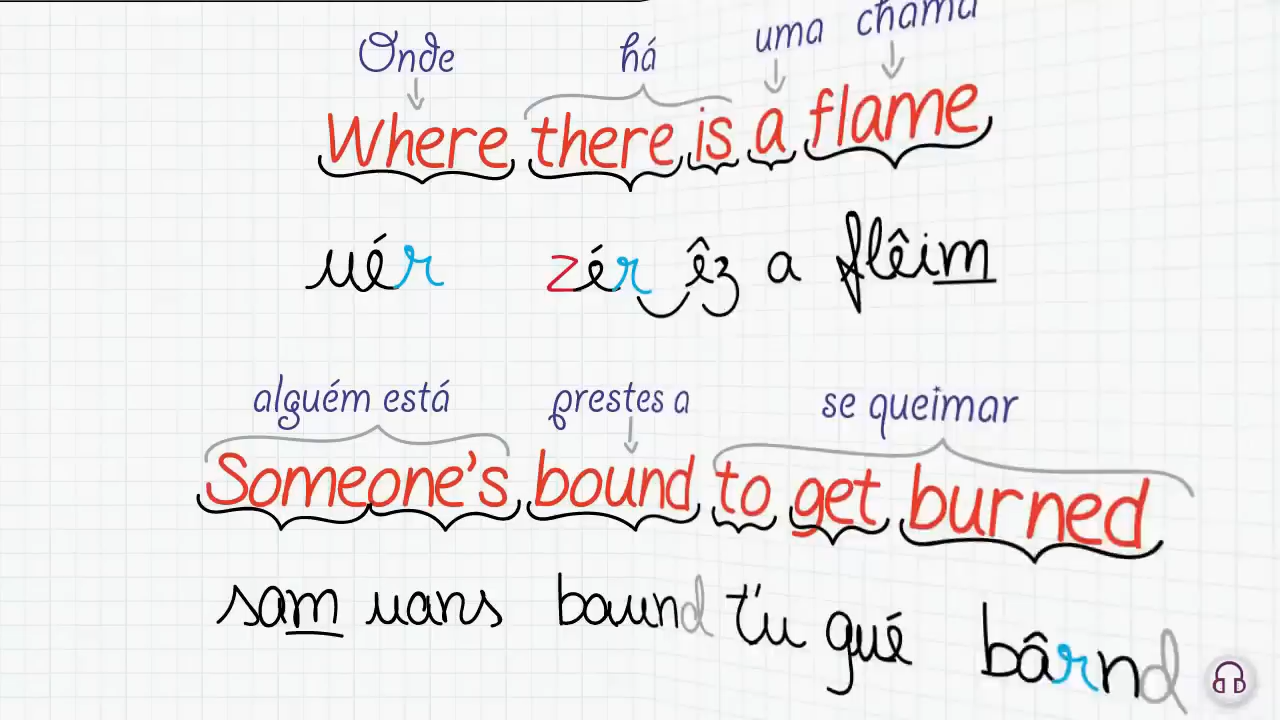 Onde há uma chama
Where there is a flame
uér zér êz a flêim
alguém está prestes a se queimar
Someone's bound to get burned
sam uans bound t'u gué bârnd